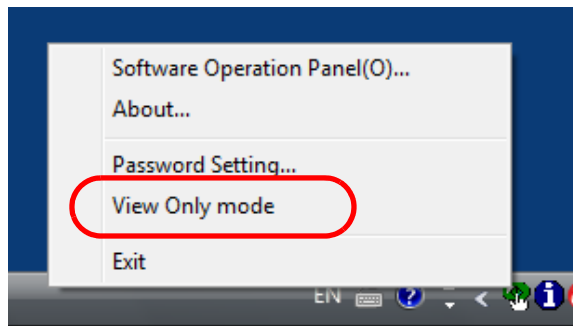 Software Operation Panel(O)...
About...
Password Setting...
View Only mode
Exit
EN